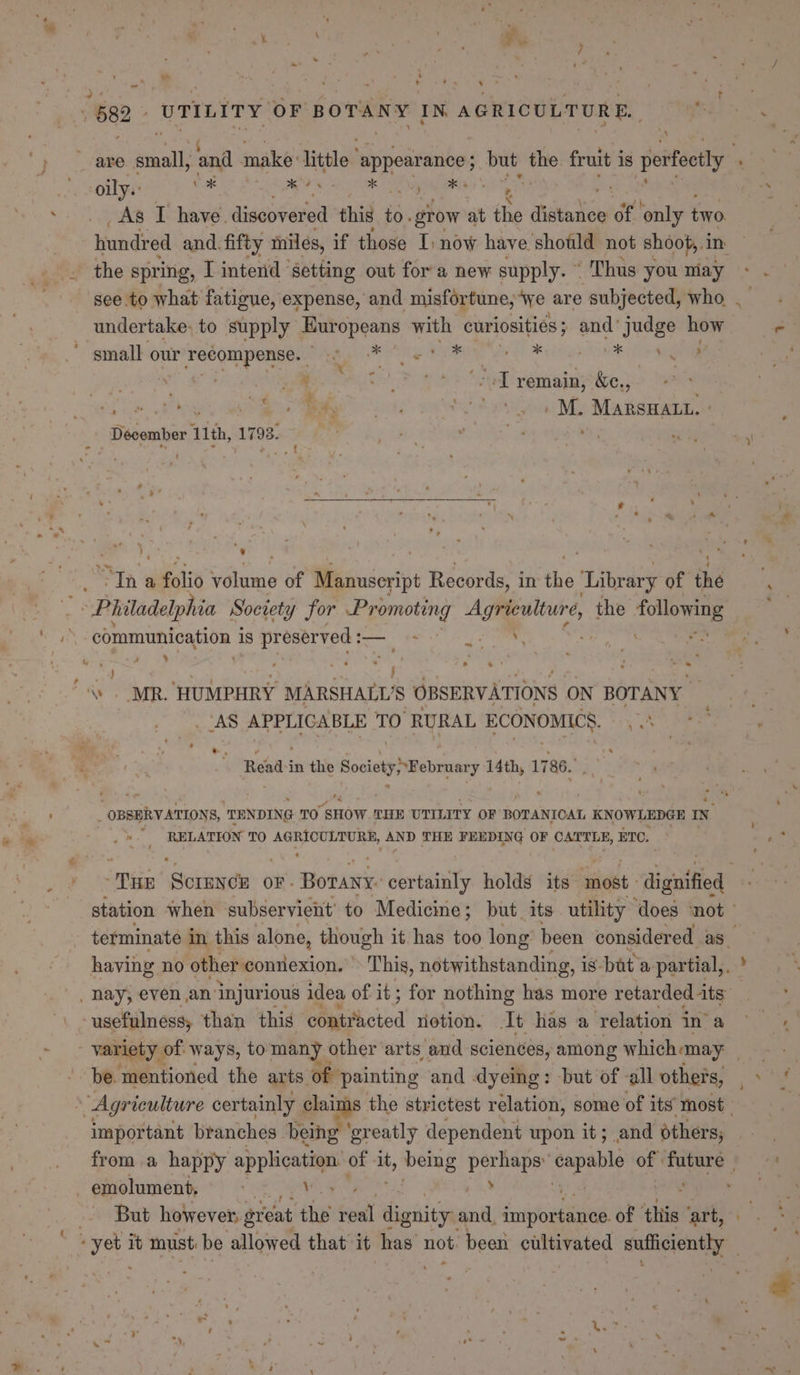 582 - UTILITY OF BOTANY IN AGRICULTURE.
are small, and make little appearance; but the fruit is perfectly
oily. * * * *
As I have discovered this to grow at the distance of only two
hundred and fifty miles, if those I now have should not shoot, in
the spring, I intend setting out for a new supply. Thus you may
see to what fatigue, expense, and misfortune, we are subjected, who
undertake to supply Europeans with curiosities; and judge how
small our recompense. * * * *
I remain, &c.,
M. MARSHALL.
December 11th, 1793.
In a folio volume of Manuscript Records, in the Library of the
Philadelphia Society for Promoting Agriculture, the following
communication is preserved:—
MR. HUMPHRY MARSHALL'S OBSERVATIONS ON BOTANY
AS APPLICABLE TO RURAL ECONOMICS.
Read in the Society, February 14th, 1786.
OBSERVATIONS, TENDING TO SHOW THE UTILITY OF BOTANICAL KNOWLEDGE IN
RELATION TO AGRICULTURE, AND THE FEEDING OF CATTLE, ETC.
THE SCIENCE OF BOTANY certainly holds its most dignified
station when subservient to Medicine; but its utility does not
terminate in this alone, though it has too long been considered as
having no other connexion. This, notwithstanding, is but a partial,
nay, even an injurious idea of it; for nothing has more retarded its
usefulness, than this contracted notion. It has a relation in a
variety of ways, to many other arts and sciences, among which may
be mentioned the arts of painting and dyeing: but of all others,
Agriculture certainly claims the strictest relation, some of its most
important branches being greatly dependent upon it; and others,
from a happy application of it, being perhaps capable of future
emolument.
But however great the real dignity and importance of this art,
yet it must be allowed that it has not been cultivated sufficiently